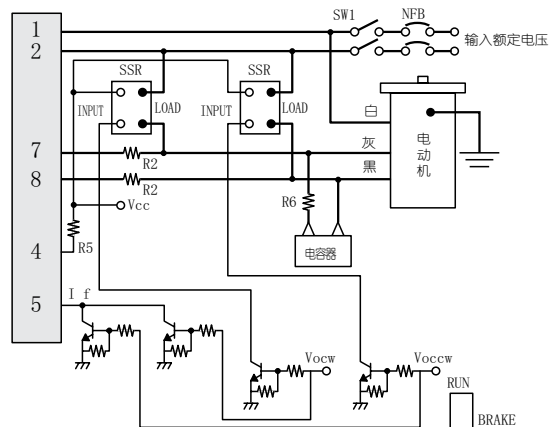 SW1 NFB
1
2
输入额定电压
SSR SSR
INPUT LOAD INPUT LOAD
白
电动机
灰
7
R2
黑
8
R2
R6
Vcc
R5
4
电容器
5
I f
Vocw Voccw
RUN
BRAKE